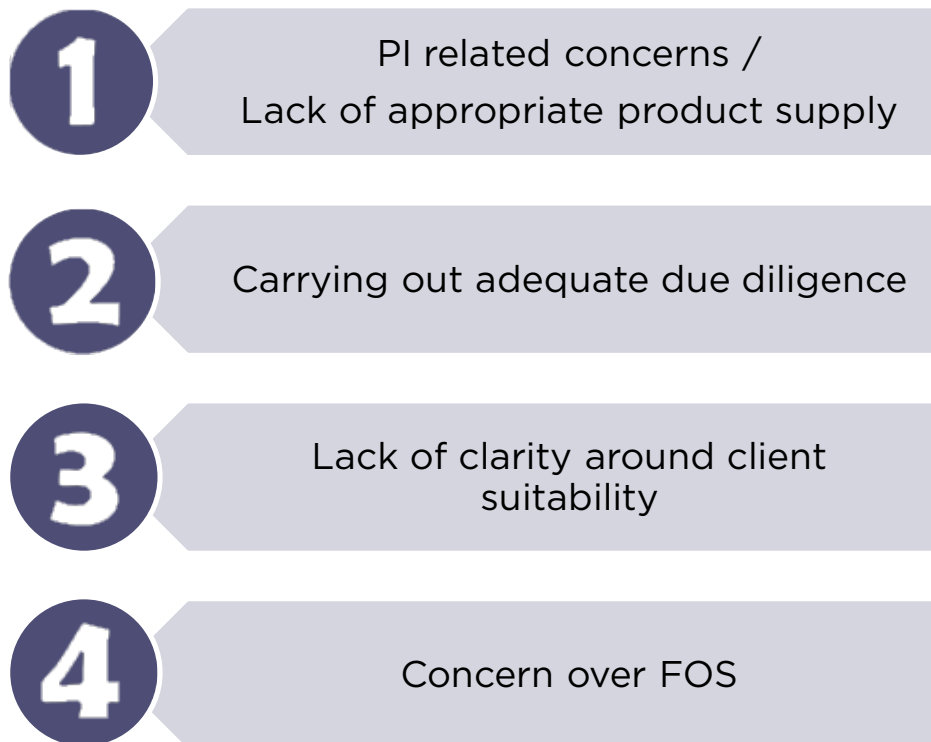 1
PI related concerns /
Lack of appropriate product supply
2
Carrying out adequate due diligence
3
Lack of clarity around client
suitability
4
Concern over FOS